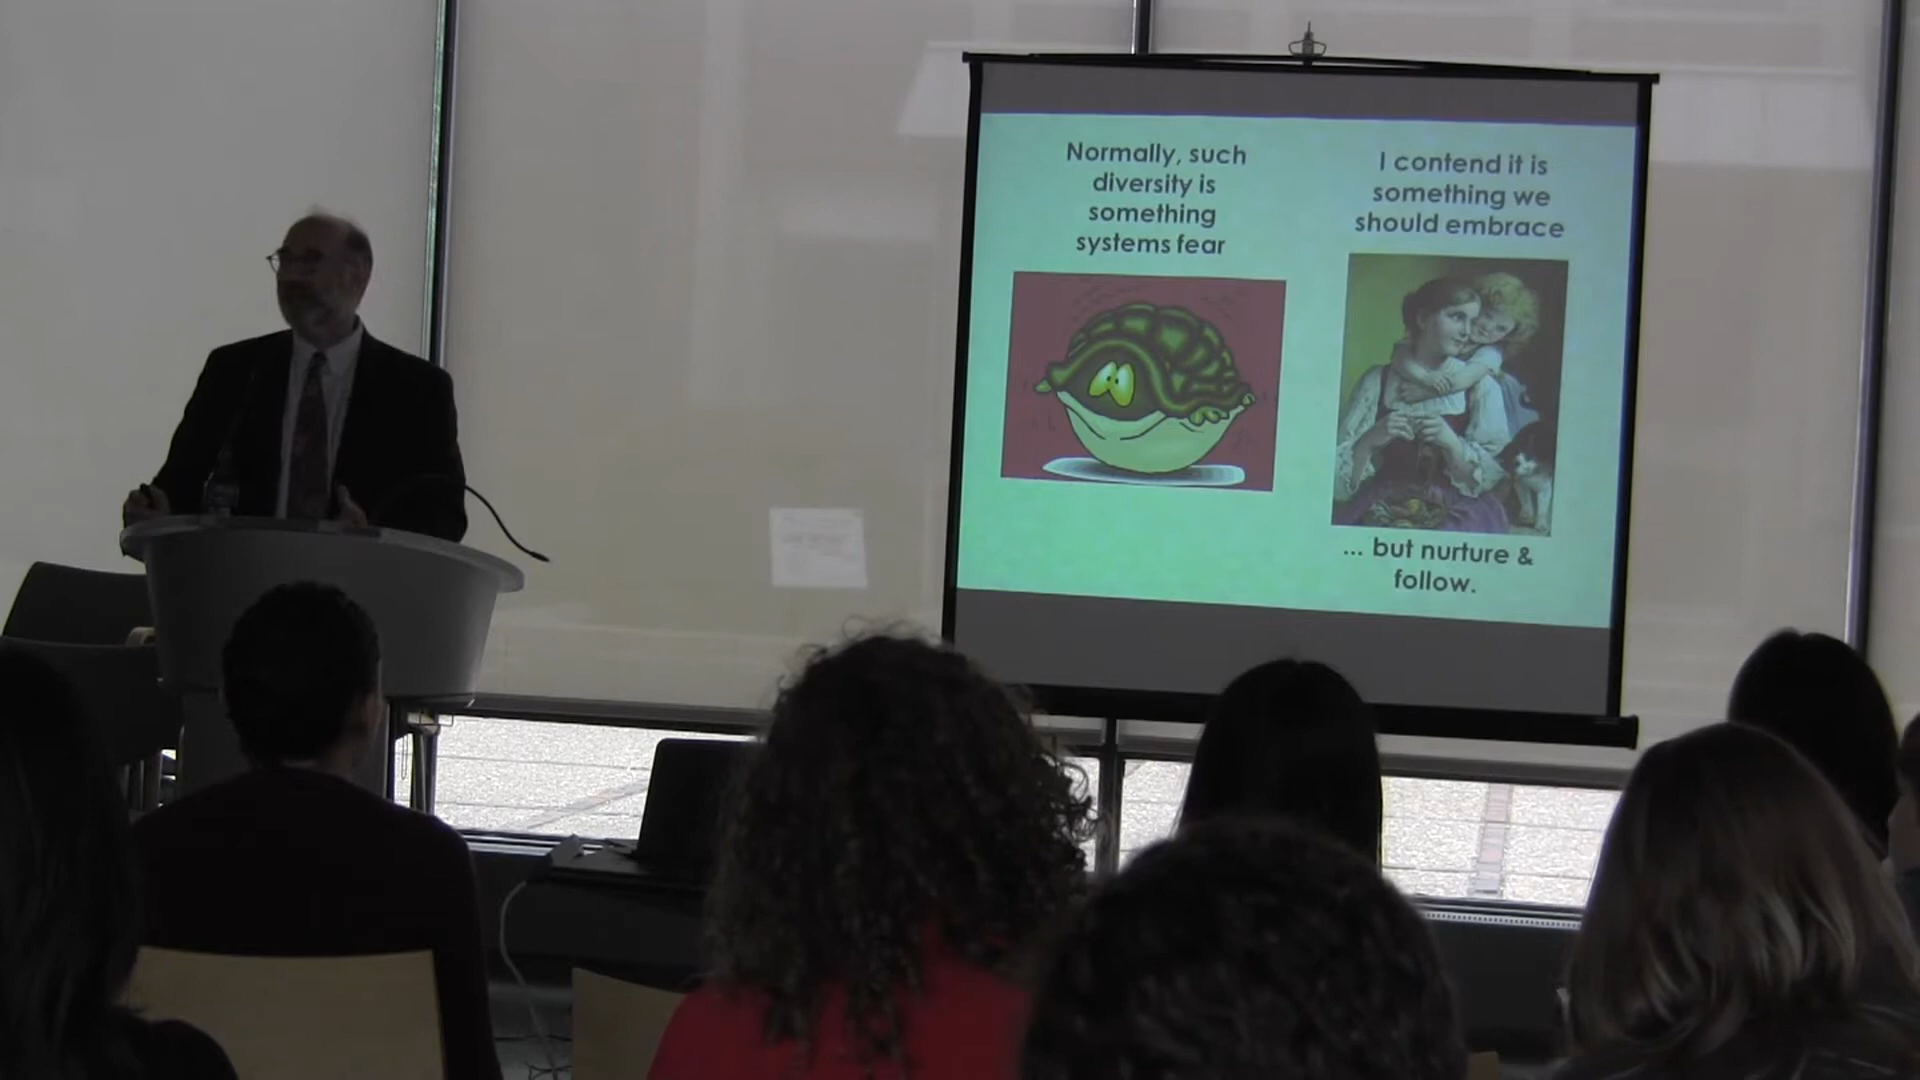 Normally, such
diversity is
something
systems fear
I contend it is
something we
should embrace
... but nurture &
follow.